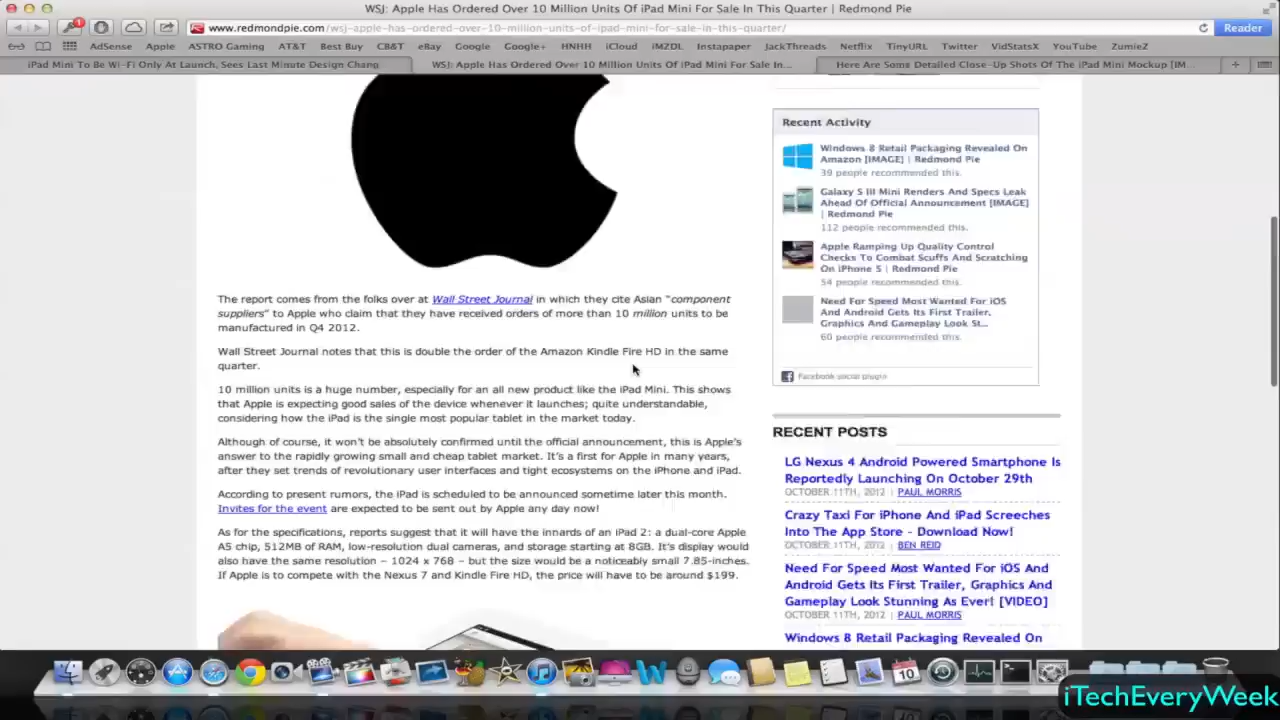 WSJ: Apple Has Ordered Over 10 Million Units Of iPad Mini For Sale In This Quarter | Redmond Pie
www.redmondpie.com/wsj-apple-has-ordered-over-10-million-units-of-ipad-mini-for-sale-in-this-quarter/
Reader
AdSense Apple ASTRO Gaming AT&T Best Buy CB&T eBay Google Google+ HNHH iCloud iMZDL Instapaper JackThreads Netflix TinyURL Twitter VidStatsX YouTube ZumieZ
iPad Mini To Be Wi-Fi Only At Launch, Sees Last Minute Design Chang
WSJ: Apple Has Ordered Over 10 Million Units Of iPad Mini For Sale In...
Here Are Some Detailed Close-Up Shots Of The iPad Mini Mockup [IM...
The report comes from the folks over at Wall Street Journal in which they cite Asian "component
suppliers" to Apple who claim that they have received orders of more than 10 million units to be
manufactured in Q4 2012.
Wall Street Journal notes that this is double the order of the Amazon Kindle Fire HD in the same
quarter.
10 million units is a huge number, especially for an all new product like the iPad Mini. This shows
that Apple is expecting good sales of the device whenever it launches; quite understandable,
considering how the iPad is the single most popular tablet in the market today.
Although of course, it won't be absolutely confirmed until the official announcement, this is Apple's
answer to the rapidly growing small and cheap tablet market. It's a first for Apple in many years,
after they set trends of revolutionary user interfaces and tight ecosystems on the iPhone and iPad.
According to present rumors, the iPad is scheduled to be announced sometime later this month.
Invites for the event are expected to be sent out by Apple any day now!
As for the specifications, reports suggest that it will have the innards of an iPad 2: a dual-core Apple
A5 chip, 512MB of RAM, low-resolution dual cameras, and storage starting at 8GB. It's display would
also have the same resolution – 1024 x 768 – but the size would be a noticeably small 7.85-inches.
If Apple is to compete with the Nexus 7 and Kindle Fire HD, the price will have to be around $199.
Recent Activity
Windows 8 Retail Packaging Revealed On
Amazon [IMAGE] | Redmond Pie
39 people recommended this.
Galaxy S III Mini Renders And Specs Leak
Ahead Of Official Announcement [IMAGE]
| Redmond Pie
112 people recommended this.
Apple Ramping Up Quality Control
Checks To Combat Scuffs And Scratching
On iPhone 5 | Redmond Pie
54 people recommended this.
Need For Speed Most Wanted For iOS
And Android Gets Its First Trailer,
Graphics And Gameplay Look St...
60 people recommended this.
Facebook social plugin
RECENT POSTS
LG Nexus 4 Android Powered Smartphone Is
Reportedly Launching On October 29th
OCTOBER 11TH, 2012 | PAUL MORRIS
Crazy Taxi For iPhone And iPad Screeches
Into The App Store - Download Now!
OCTOBER 11TH, 2012 | BEN REID
Need For Speed Most Wanted For iOS And
Android Gets Its First Trailer, Graphics And
Gameplay Look Stunning As Ever! [VIDEO]
OCTOBER 11TH, 2012 | PAUL MORRIS
Windows 8 Retail Packaging Revealed On
10
iTechEveryWeek